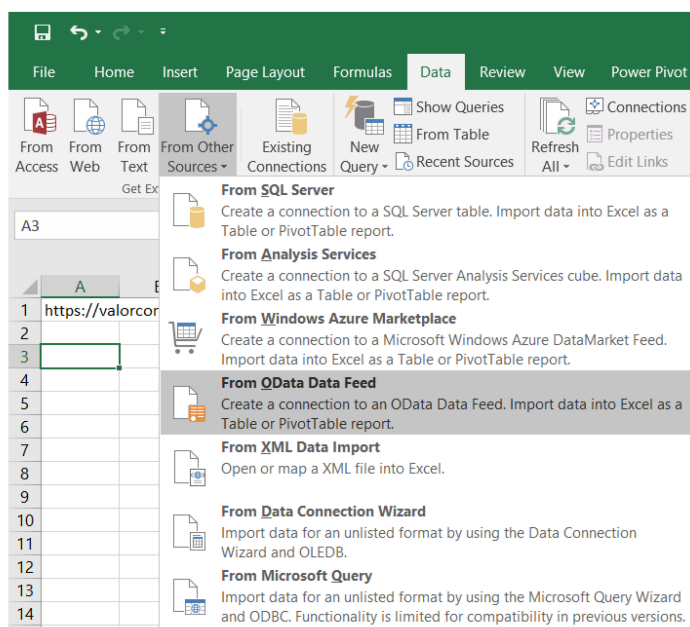 File Home Insert Page Layout Formulas Data Review View Power Pivot
From Access
From Web
From Text
From Other Sources
Existing Connections
New Query
Show Queries
From Table
Recent Sources
Refresh All
Connections
Properties
Edit Links
Get Ex
From SQL Server
Create a connection to a SQL Server table. Import data into Excel as a
Table or PivotTable report.
From Analysis Services
Create a connection to a SQL Server Analysis Services cube. Import data
into Excel as a Table or PivotTable report.
From Windows Azure Marketplace
Create a connection to a Microsoft Windows Azure DataMarket Feed.
Import data into Excel as a Table or PivotTable report.
From OData Data Feed
Create a connection to an OData Data Feed. Import data into Excel as a
Table or PivotTable report.
From XML Data Import
Open or map a XML file into Excel.
From Data Connection Wizard
Import data for an unlisted format by using the Data Connection
Wizard and OLEDB.
From Microsoft Query
Import data for an unlisted format by using the Microsoft Query Wizard
and ODBC. Functionality is limited for compatibility in previous versions.
A3
A
1 https://valorcor
2
3
4
5
6
7
8
9
10
11
12
13
14